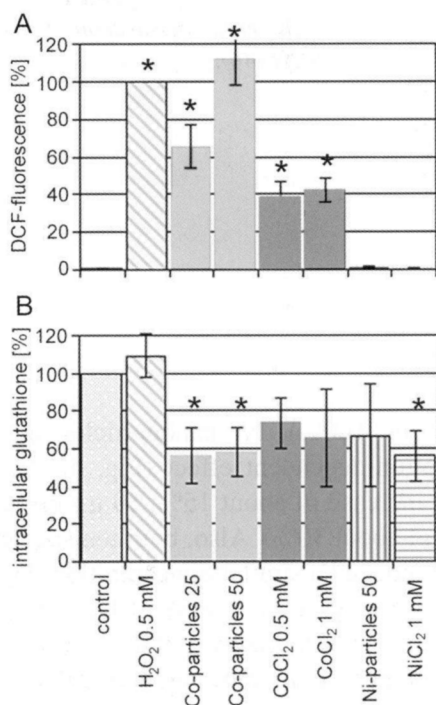 A
DCF-fluorescence [%]
120
100
80
60
40
20
0
*
*
*
*
*
B
intracellular glutathione [%]
120
100
80
60
40
20
0
*
*
*
control
H₂O₂ 0.5 mM
Co-particles 25
Co-particles 50
CoCl₂ 0.5 mM
CoCl₂ 1 mM
Ni-particles 50
NiCl₂ 1 mM